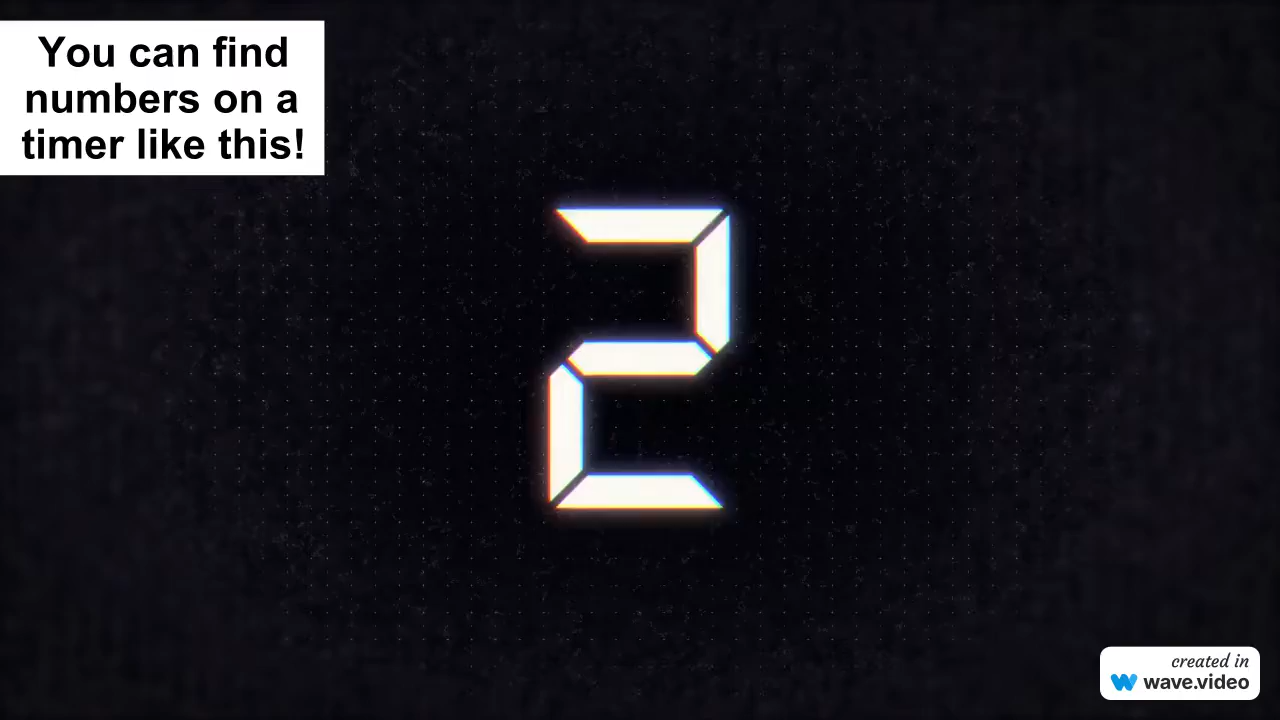 You can find
numbers on a
timer like this!
2
created in
wave.video